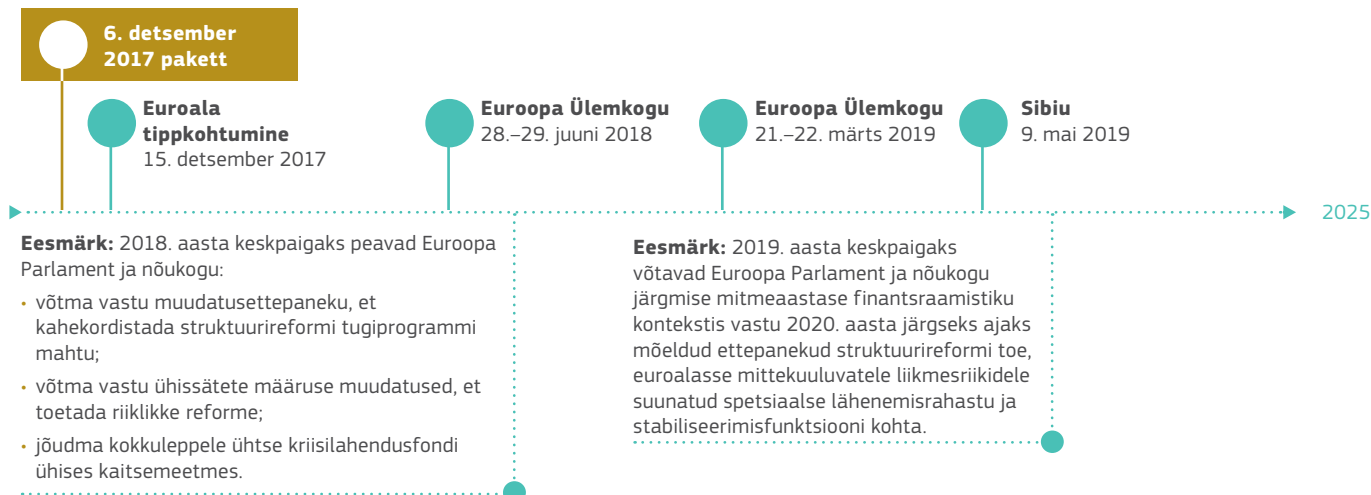 6. detsember
2017 pakett
Euroala
tippkohtumine
15. detsember 2017
Euroopa Ülemkogu
28.–29. juuni 2018
Euroopa Ülemkogu
21.–22. märts 2019
Sibiu
9. mai 2019
2025
Eesmärk: 2018. aasta keskpaigaks peavad Euroopa
Parlament ja nõukogu:
• võtma vastu muudatusettepaneku, et
kahekordistada struktuurireformi tugiprogrammi
mahtu;
• võtma vastu ühissätete määruse muudatused, et
toetada riiklikke reforme;
• jõudma kokkuleppele ühtse kriisilahendusfondi
ühises kaitsemeetmes.
Eesmärk: 2019. aasta keskpaigaks
võtavad Euroopa Parlament ja nõukogu
järgmise mitmeaastase finantsraamistiku
kontekstis vastu 2020. aasta järgseks ajaks
mõeldud ettepanekud struktuurireformi toe,
euroalasse mittekuuluvatele liikmesriikidele
suunatud spetsiaalse lähenemisrahastu ja
stabiliseerimisfunktsiooni kohta.